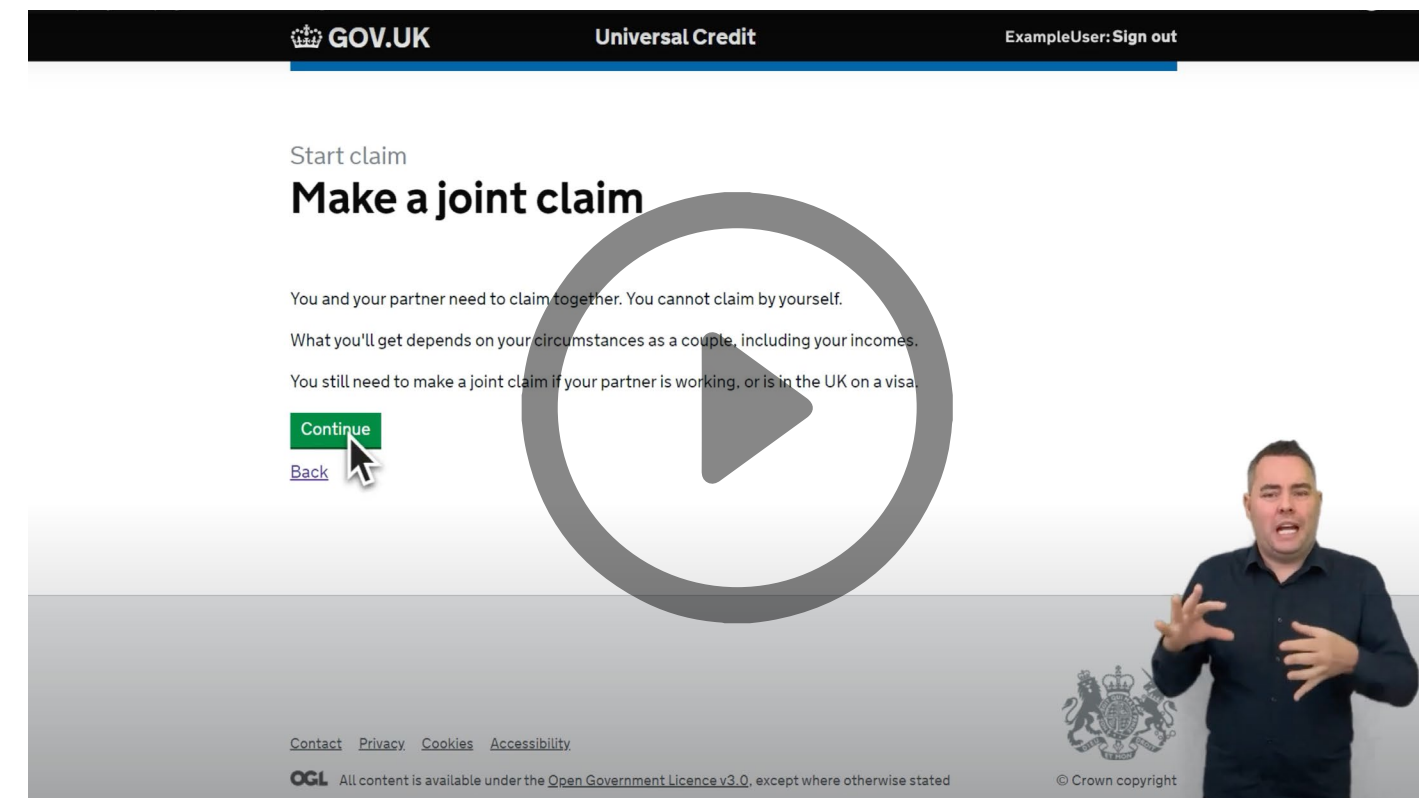 GOV.UK Universal Credit ExampleUser: Sign out
Start claim
Make a joint claim
You and your partner need to claim together. You cannot claim by yourself.
What you'll get depends on your circumstances as a couple, including your incomes.
You still need to make a joint claim if your partner is working, or is in the UK on a visa.
Continue
Back
Contact Privacy Cookies Accessibility
OGL All content is available under the Open Government Licence v3.0, except where otherwise stated © Crown copyright